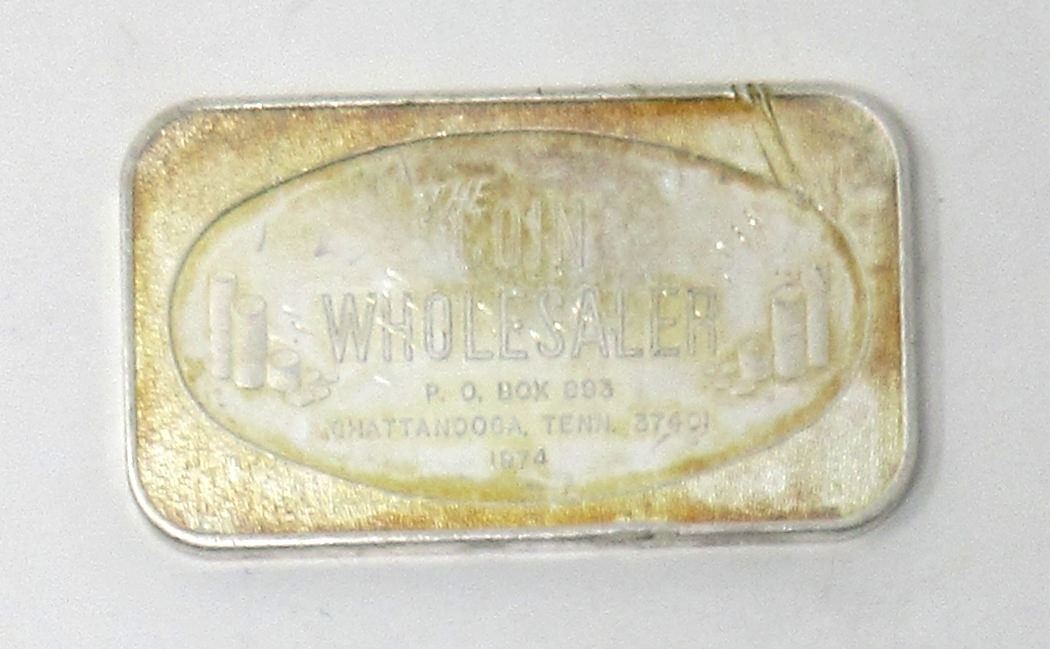 THE
COIN
WHOLESALER
P. O. BOX 893
CHATTANOOGA, TENN. 37401
1974